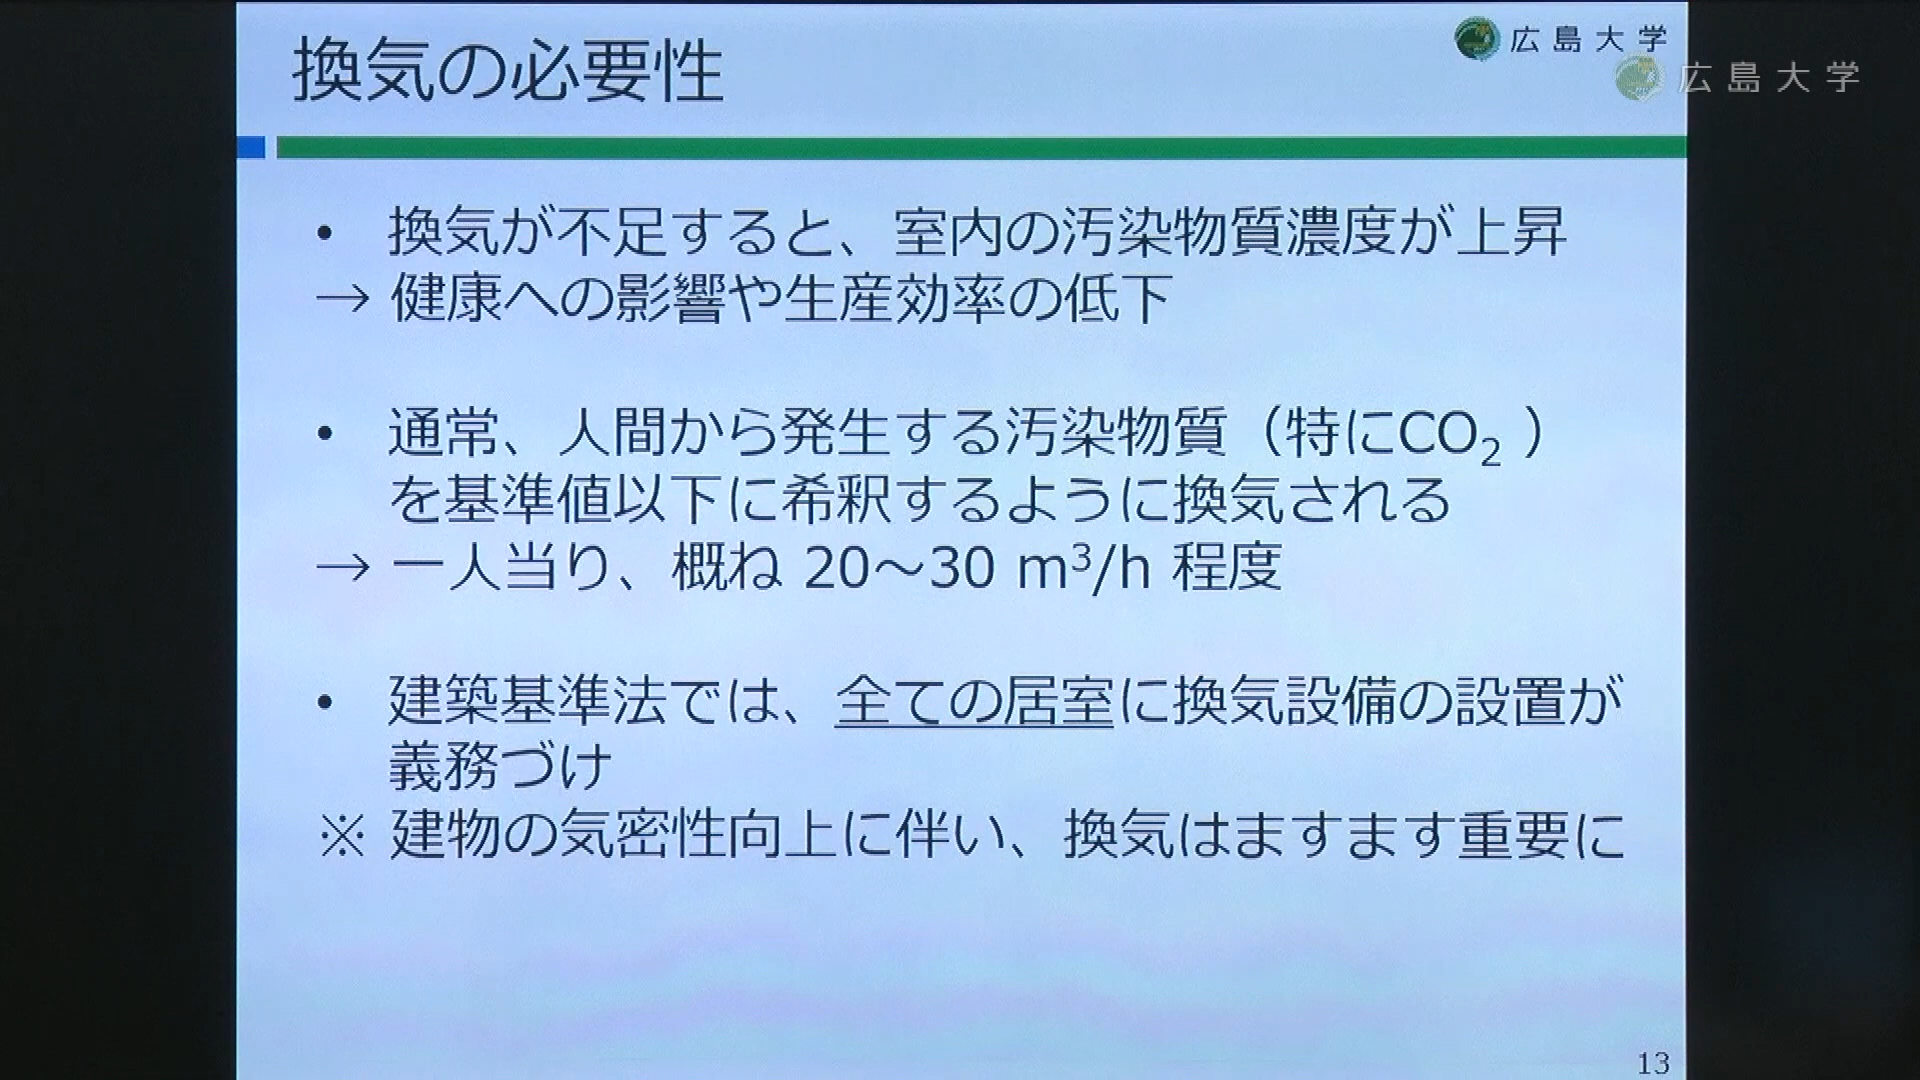 換気の必要性
広島大学
広島大学
• 換気が不足すると、室内の汚染物質濃度が上昇
→ 健康への影響や生産効率の低下
• 通常、人間から発生する汚染物質（特にCO₂ ）
を基準値以下に希釈するように換気される
→ 一人当り、概ね 20～30 m³/h 程度
• 建築基準法では、全ての居室に換気設備の設置が
義務づけ
※ 建物の気密性向上に伴い、換気はますます重要に
13